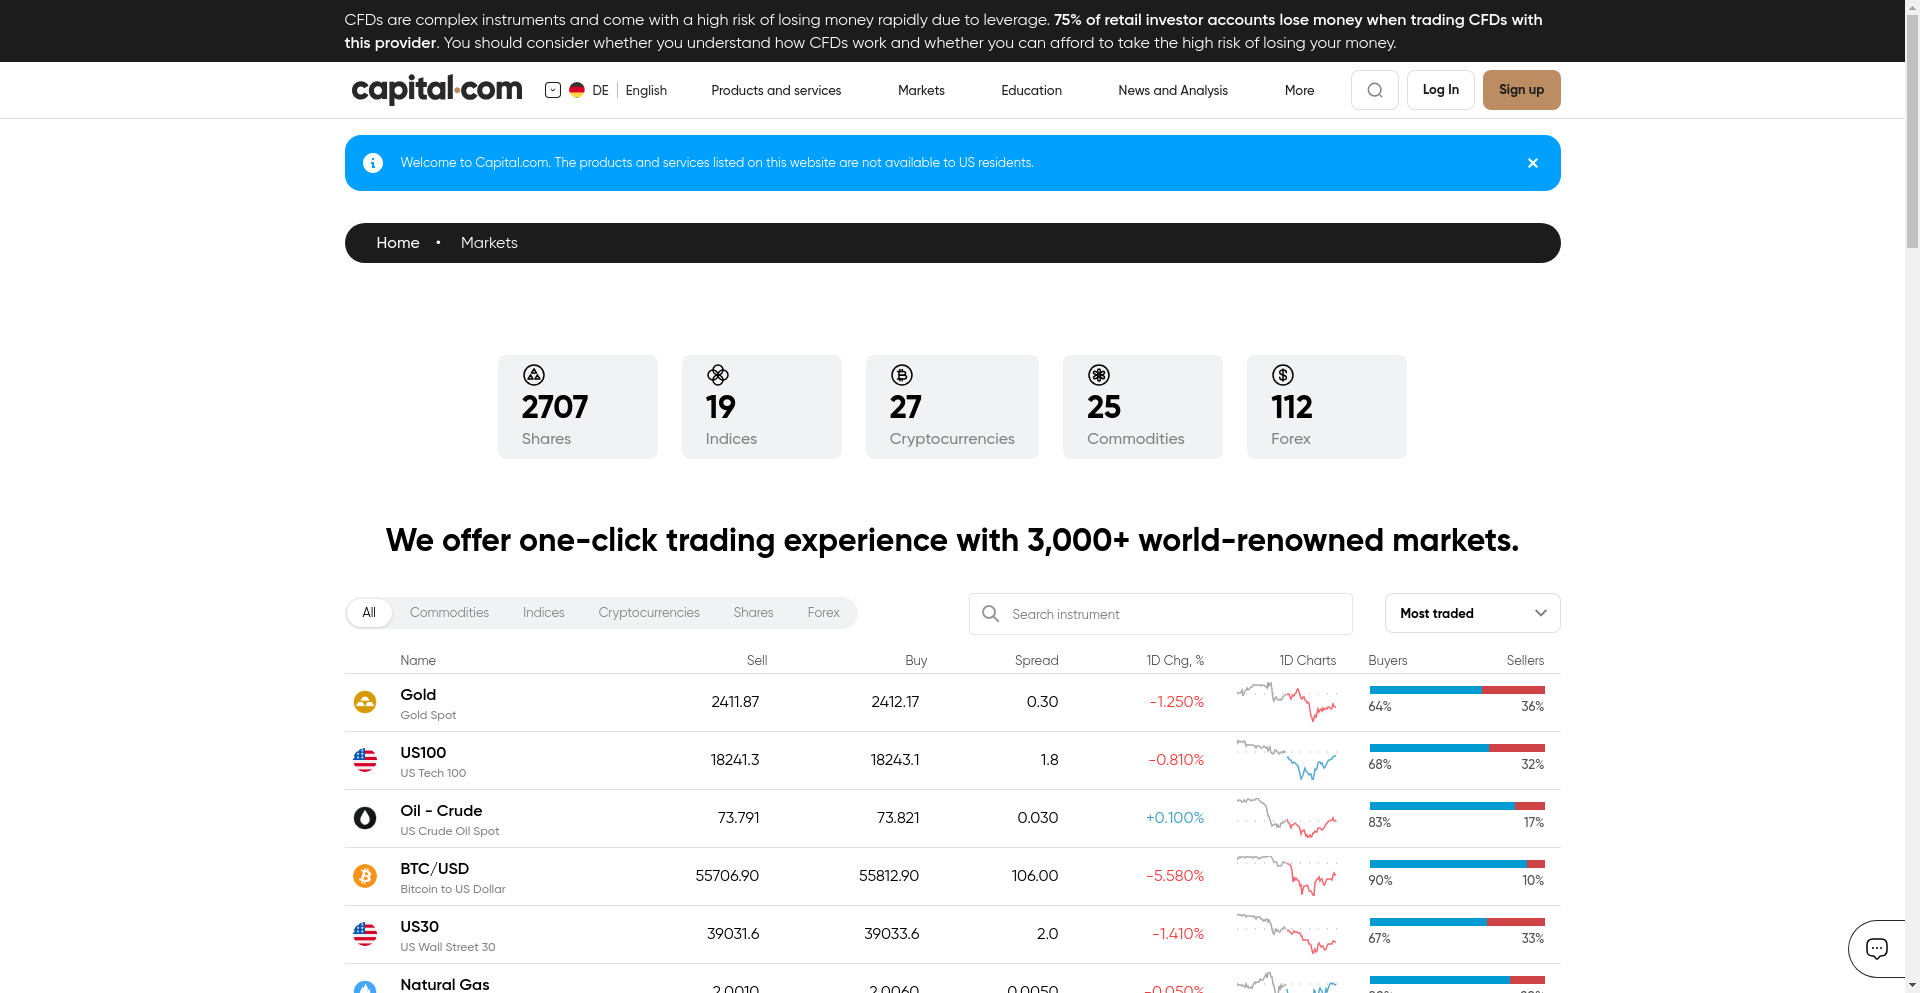 CFDs are complex instruments and come with a high risk of losing money rapidly due to leverage. 75% of retail investor accounts lose money when trading CFDs with
this provider. You should consider whether you understand how CFDs work and whether you can afford to take the high risk of losing your money.
capital.com DE English Products and services Markets Education News and Analysis More Log In Sign up
Welcome to Capital.com. The products and services listed on this website are not available to US residents.
Home • Markets
2707 19 27 25 112
Shares Indices Cryptocurrencies Commodities Forex
We offer one-click trading experience with 3,000+ world-renowned markets.
All Commodities Indices Cryptocurrencies Shares Forex Search instrument Most traded
Name Sell Buy Spread 1D Chg, % 1D Charts Buyers Sellers
Gold 2411.87 2412.17 0.30 -1.250%
Gold Spot 64% 36%
US100 18241.3 18243.1 1.8 -0.810%
US Tech 100 68% 32%
Oil - Crude 73.791 73.821 0.030 +0.100%
US Crude Oil Spot 83% 17%
BTC/USD 55706.90 55812.90 106.00 -5.580%
Bitcoin to US Dollar 90% 10%
US30 39031.6 39033.6 2.0 -1.410%
US Wall Street 30 67% 33%
Natural Gas 2.0010 2.0060 0.0050 -0.050%